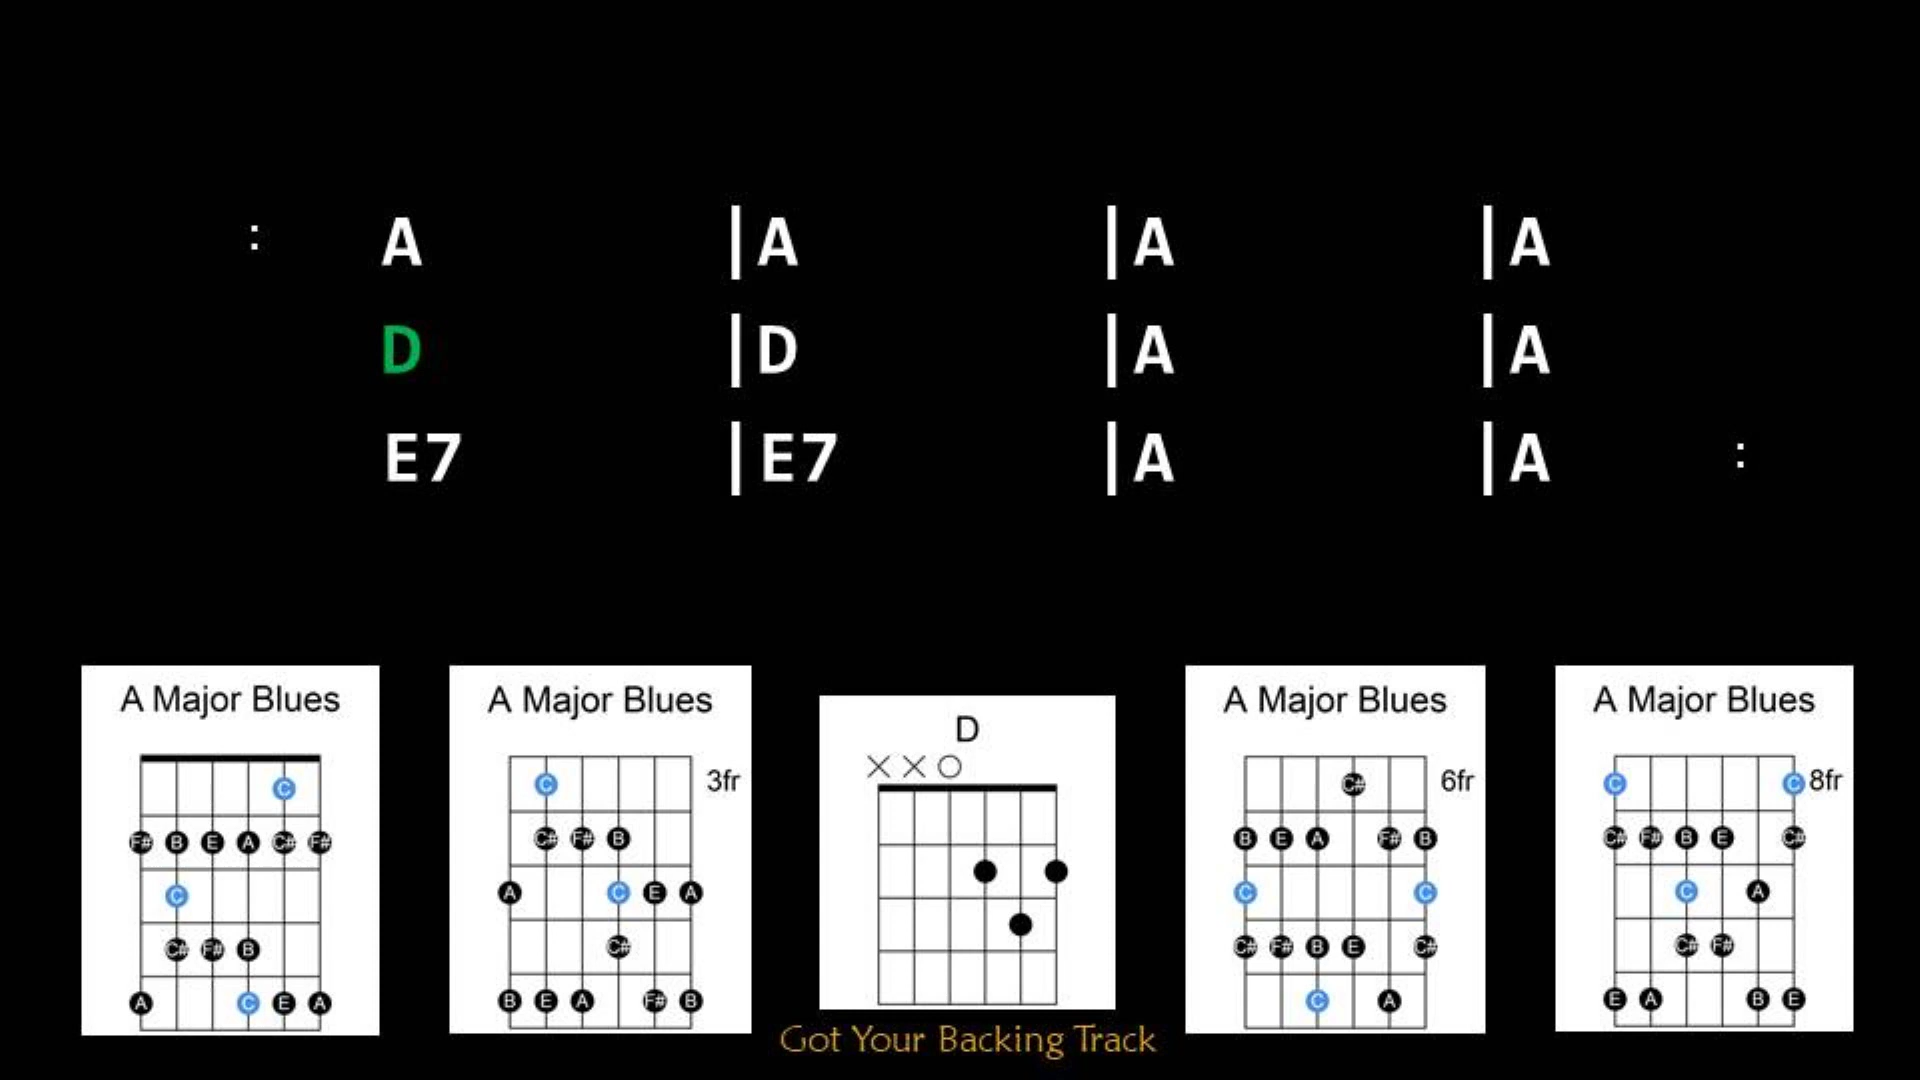 : A |A |A |A
D |D |A |A
E7 |E7 |A |A :
A Major Blues
C
F# B E A C# F#
C
C# F# B
A C E A
A Major Blues
3fr
C
C# F# B
A C E A
C#
B E A F# B
D
X X O
A Major Blues
6fr
C#
B E A F# B
C C
C# F# B E C#
C A
A Major Blues
C C 8fr
C# F# B E C#
C A
C# F#
E A B E
Got Your Backing Track